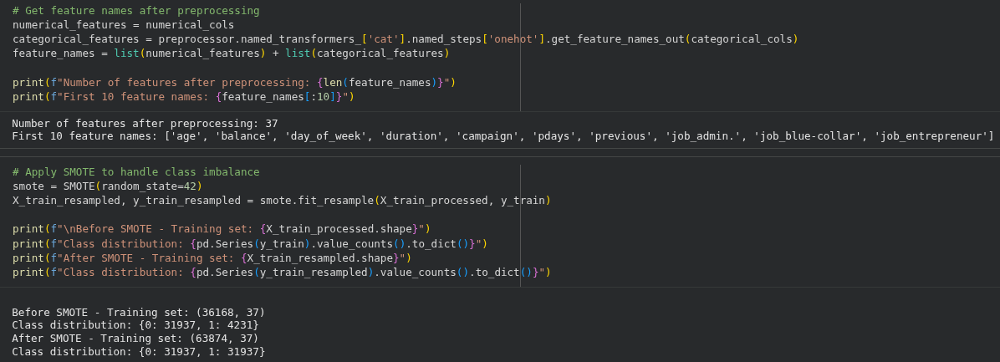 # Get feature names after preprocessing
numerical_features = numerical_cols
categorical_features = preprocessor.named_transformers_['cat'].named_steps['onehot'].get_feature_names_out(categorical_cols)
feature_names = list(numerical_features) + list(categorical_features)
print(f"Number of features after preprocessing: {len(feature_names)}")
print(f"First 10 feature names: {feature_names[:10]}")
Number of features after preprocessing: 37
First 10 feature names: ['age', 'balance', 'day_of_week', 'duration', 'campaign', 'pdays', 'previous', 'job_admin.', 'job_blue-collar', 'job_entrepreneur']
# Apply SMOTE to handle class imbalance
smote = SMOTE(random_state=42)
X_train_resampled, y_train_resampled = smote.fit_resample(X_train_processed, y_train)
print(f"\nBefore SMOTE - Training set: {X_train_processed.shape}")
print(f"Class distribution: {pd.Series(y_train).value_counts().to_dict()}")
print(f"After SMOTE - Training set: {X_train_resampled.shape}")
print(f"Class distribution: {pd.Series(y_train_resampled).value_counts().to_dict()}")
Before SMOTE - Training set: (36168, 37)
Class distribution: {0: 31937, 1: 4231}
After SMOTE - Training set: (63874, 37)
Class distribution: {0: 31937, 1: 31937}